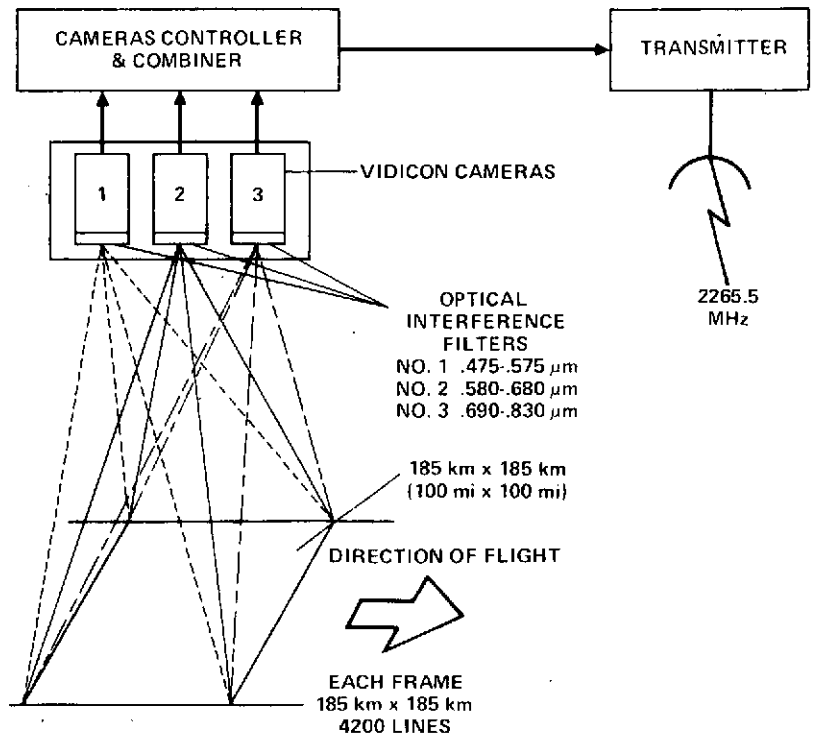 CAMERAS CONTROLLER
& COMBINER
TRANSMITTER
1
2
3
VIDICON CAMERAS
OPTICAL
INTERFERENCE
FILTERS
NO. 1 .475-.575 μm
NO. 2 .580-.680 μm
NO. 3 .690-.830 μm
2265.5
MHz
185 km x 185 km
(100 mi x 100 mi)
DIRECTION OF FLIGHT
EACH FRAME
185 km x 185 km
4200 LINES